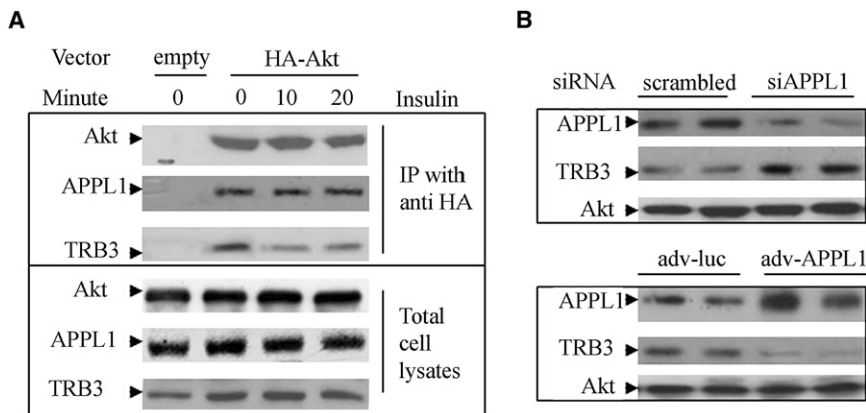 A
Vector empty HA-Akt
Minute 0 0 10 20 Insulin
Akt
APPL1
TRB3
IP with
anti HA
Akt
APPL1
TRB3
Total
cell
lysates
B
siRNA scrambled siAPPL1
APPL1
TRB3
Akt
adv-luc adv-APPL1
APPL1
TRB3
Akt